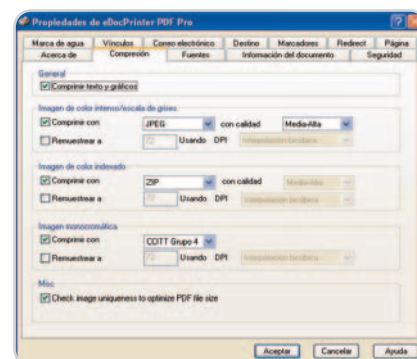 Propiedades de eDocPrinter PDF Pro
Marca de agua Vínculos Correo electrónico Destino Marcadores Redirect Página
Acerca de Compresión Fuentes Información del documento Seguridad
General
Comprimir texto y gráficos
Imagen de color intenso/escala de grises
Comprimir con JPEG con calidad Media-Alta
Remuestrear a 72 Usando DPI Interpolación bicúbica
Imagen de color indexado
Comprimir con ZIP con calidad Media-Alta
Remuestrear a 72 Usando DPI Interpolación bicúbica
Imagen monocromática
Comprimir con CCITT Grupo 4
Remuestrear a 72 Usando DPI Interpolación bicúbica
Misc
Check image uniqueness to optimize PDF file size
Aceptar Cancelar Ayuda